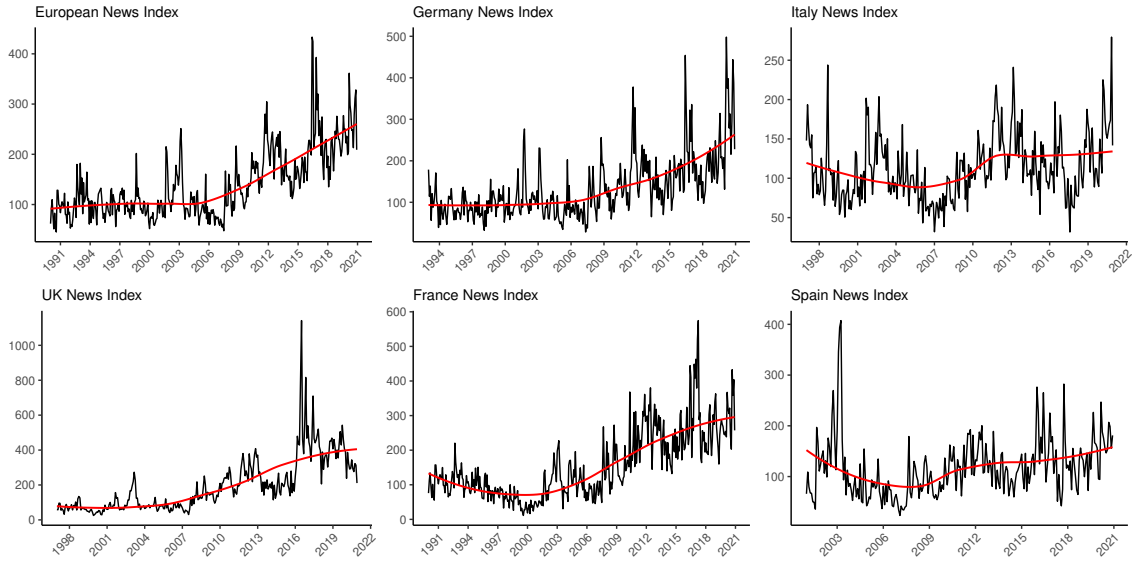 European News Index
400
300
200
100
1991 1994 1997 2000 2003 2006 2009 2012 2015 2018 2021
Germany News Index
500
400
300
200
100
1994 1997 2000 2003 2006 2009 2012 2015 2018 2021
Italy News Index
250
200
150
100
50
1998 2001 2004 2007 2010 2013 2016 2019 2022
UK News Index
1000
800
600
400
200
0
1998 2001 2004 2007 2010 2013 2016 2019 2022
France News Index
600
500
400
300
200
100
0
1991 1994 1997 2000 2003 2006 2009 2012 2015 2018 2021
Spain News Index
400
300
200
100
2003 2006 2009 2012 2015 2018 2021